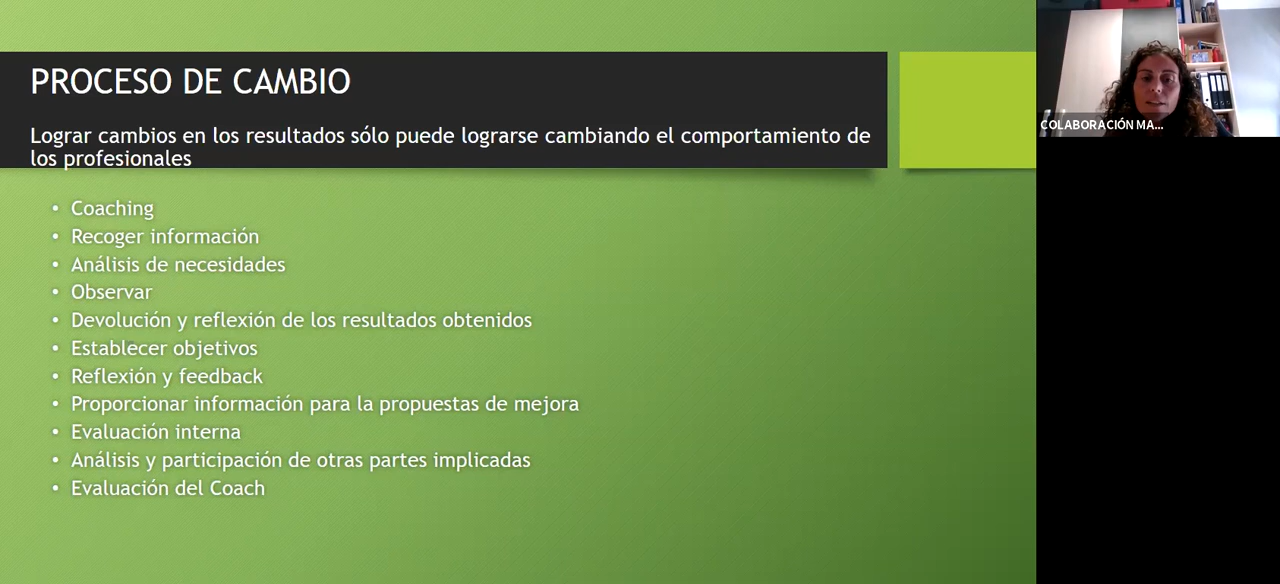 PROCESO DE CAMBIO
Lograr cambios en los resultados sólo puede lograrse cambiando el comportamiento de
los profesionales
• Coaching
• Recoger información
• Análisis de necesidades
• Observar
• Devolución y reflexión de los resultados obtenidos
• Establecer objetivos
• Reflexión y feedback
• Proporcionar información para la propuestas de mejora
• Evaluación interna
• Análisis y participación de otras partes implicadas
• Evaluación del Coach
COLABORACIÓN MA...